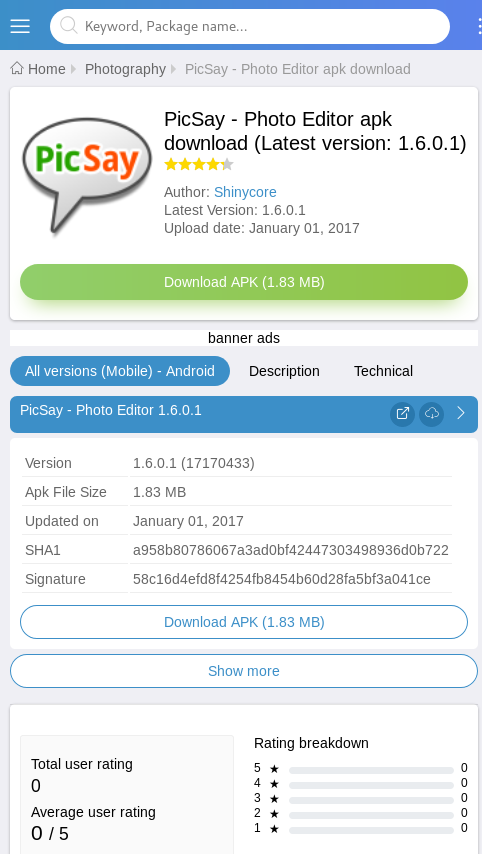 Keyword, Package name...
Home Photography PicSay - Photo Editor apk download
PicSay
PicSay - Photo Editor apk
download (Latest version: 1.6.0.1)
Author: Shinycore
Latest Version: 1.6.0.1
Upload date: January 01, 2017
Download APK (1.83 MB)
banner ads
All versions (Mobile) - Android Description Technical
PicSay - Photo Editor 1.6.0.1
Version 1.6.0.1 (17170433)
Apk File Size 1.83 MB
Updated on January 01, 2017
SHA1 a958b80786067a3ad0bf42447303498936d0b722
Signature 58c16d4efd8f4254fb8454b60d28fa5bf3a041ce
Download APK (1.83 MB)
Show more
Total user rating
0
Average user rating
0 / 5
Rating breakdown
5 ★ 0
4 ★ 0
3 ★ 0
2 ★ 0
1 ★ 0